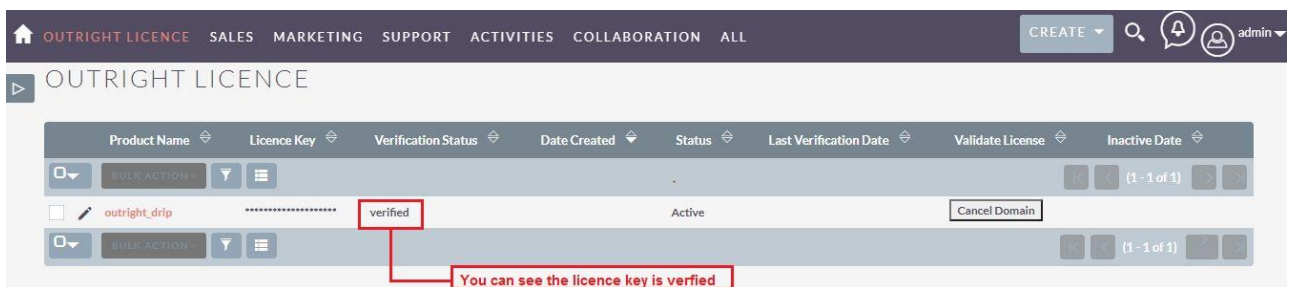 OUTRIGHT LICENCE SALES MARKETING SUPPORT ACTIVITIES COLLABORATION ALL CREATE admin
OUTRIGHT LICENCE
Product Name Licence Key Verification Status Date Created Status Last Verification Date Validate License Inactive Date
BULK ACTION (1 - 1 of 1)
outright_drip ******************** verified Active Cancel Domain
BULK ACTION (1 - 1 of 1)
You can see the licence key is verfied